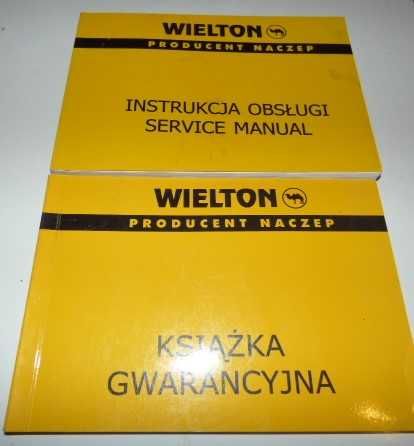 WIELTON
PRODUCENT NACZEP
INSTRUKCJA OBSŁUGI
SERVICE MANUAL
WIELTON
PRODUCENT NACZEP
KSIĄŻKA
GWARANCYJNA